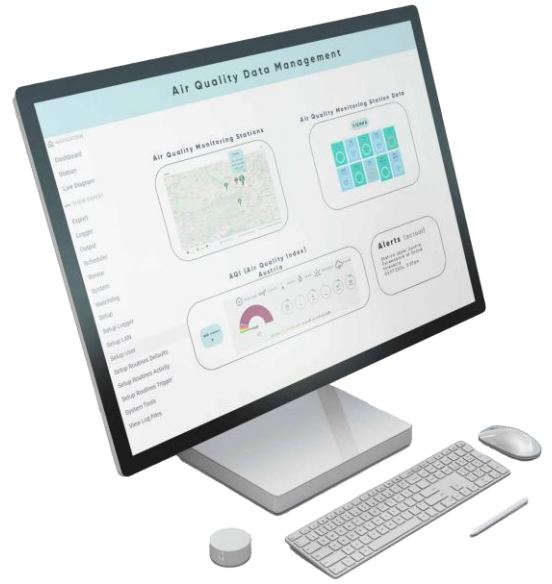 Air Quality Data Management
NAVIGATION
Dashboard
Station
Live Diagram
Export
Logger
Output
Scheduler
Sensor
System
Watchdog
Setup
Setup Logger
Setup LAN
Setup User
Setup Routines Defaults
Setup Routines Activity
Setup Routines Trigger
System Tools
View Log Files
Air Quality Monitoring Stations
Air Quality Monitoring Station Data
VIENNA
AQI (Air Quality Index)
Austria
Alerts (actual)